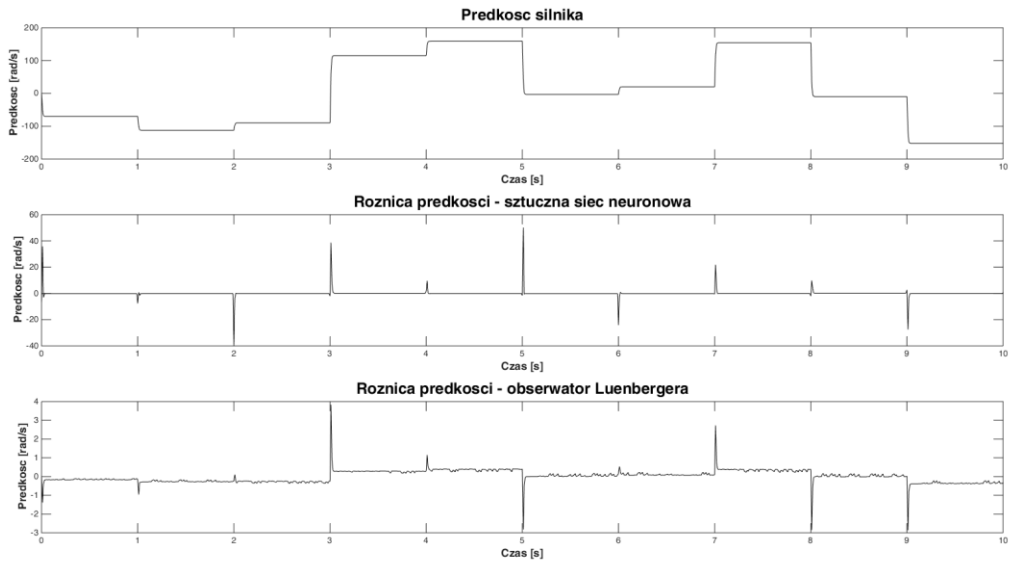 Predkosc silnika
200
100
0
-100
-200
Predkosc [rad/s]
0 1 2 3 4 5 6 7 8 9 10
Czas [s]
Roznica predkosci - sztuczna siec neuronowa
60
40
20
0
-20
-40
Predkosc [rad/s]
0 1 2 3 4 5 6 7 8 9 10
Czas [s]
Roznica predkosci - obserwator Luenbergera
4
3
2
1
0
-1
-2
-3
Predkosc [rad/s]
0 1 2 3 4 5 6 7 8 9 10
Czas [s]